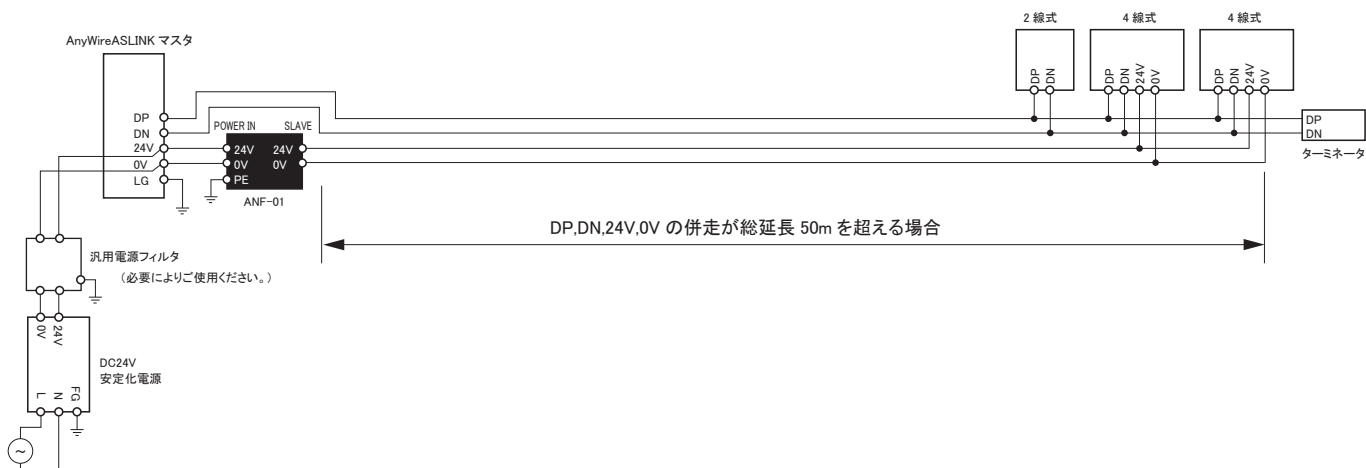 2 線式
4 線式
4 線式
AnyWireASLINK マスタ
DP
DN
DP
DN
24V
0V
DP
DN
24V
0V
DP
DN
24V
0V
LG
POWER IN
SLAVE
24V
0V
PE
24V
0V
ANF-01
DP
DN
ターミネータ
DP,DN,24V,0V の併走が総延長 50m を超える場合
汎用電源フィルタ
(必要によりご使用ください。)
0V
24V
DC24V
安定化電源
L
N
FG
~